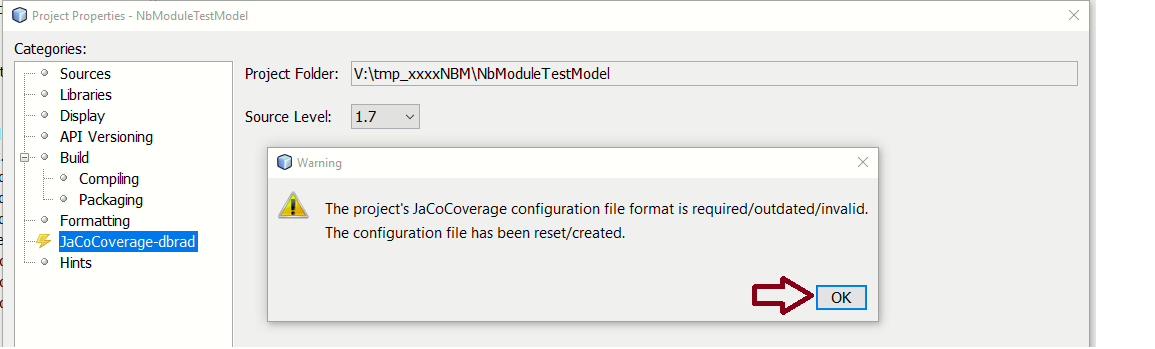 Project Properties - NbModuleTestModel
Categories:
Sources
Libraries
Display
API Versioning
Build
Compiling
Packaging
Formatting
JaCoCoverage-dbrad
Hints
Project Folder: V:\tmp_xxxxNBM\NbModuleTestModel
Source Level: 1.7
Warning
The project's JaCoCoverage configuration file format is required/outdated/invalid.
The configuration file has been reset/created.
OK